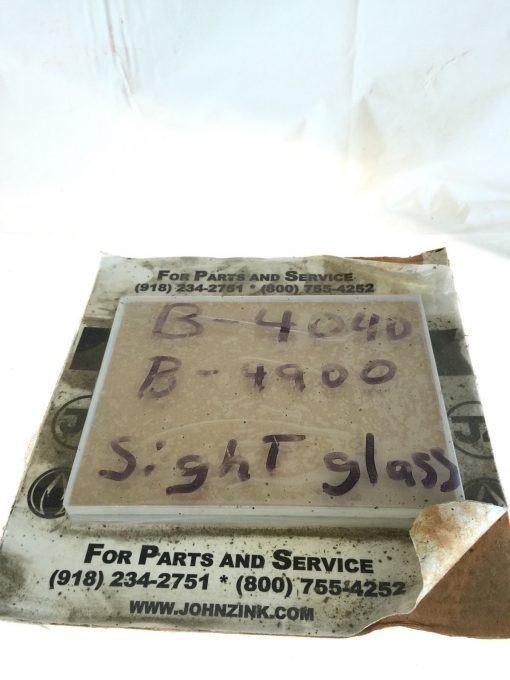 FOR PARTS AND SERVICE
(918) 234-2751 * (800) 755-4252
B-4040
B-4900
Sight glass
FOR PARTS AND SERVICE
(918) 234-2751 * (800) 755-4252
WWW.JOHNZINK.COM